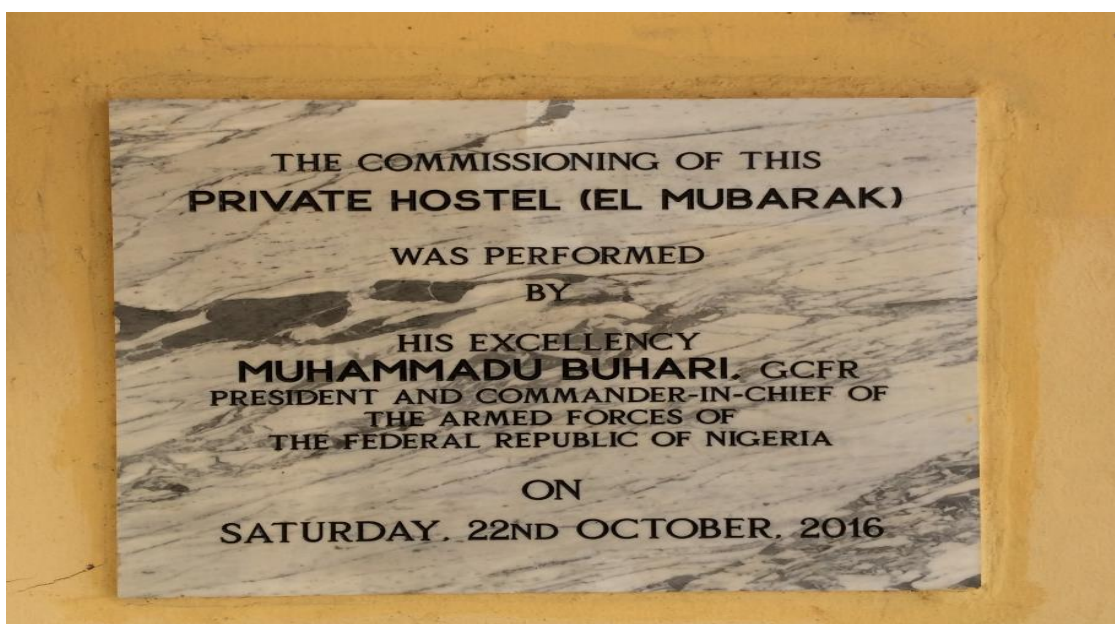 THE COMMISSIONING OF THIS
PRIVATE HOSTEL (EL MUBARAK)
WAS PERFORMED
BY
HIS EXCELLENCY
MUHAMMADU BUHARI, GCFR
PRESIDENT AND COMMANDER-IN-CHIEF OF
THE ARMED FORCES OF
THE FEDERAL REPUBLIC OF NIGERIA
ON
SATURDAY, 22ND OCTOBER, 2016